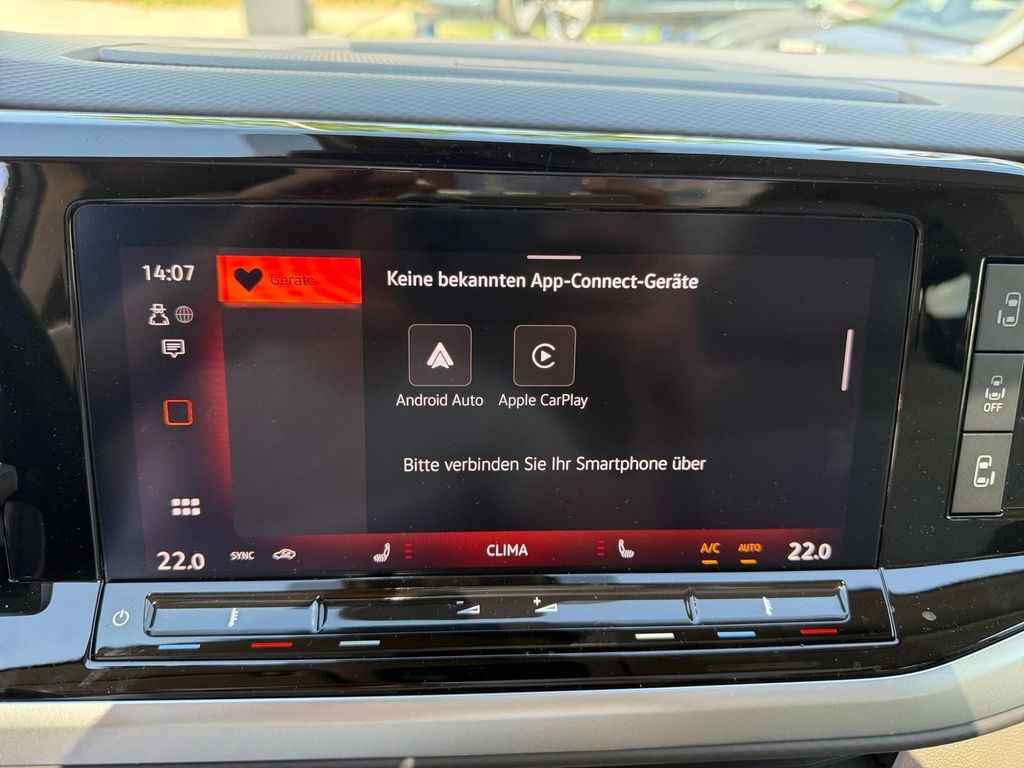 14:07
Geräte
Keine bekannten App-Connect-Geräte
Android Auto
Apple CarPlay
Bitte verbinden Sie Ihr Smartphone über
22.0
SYNC
CLIMA
A/C
AUTO
22.0
OFF